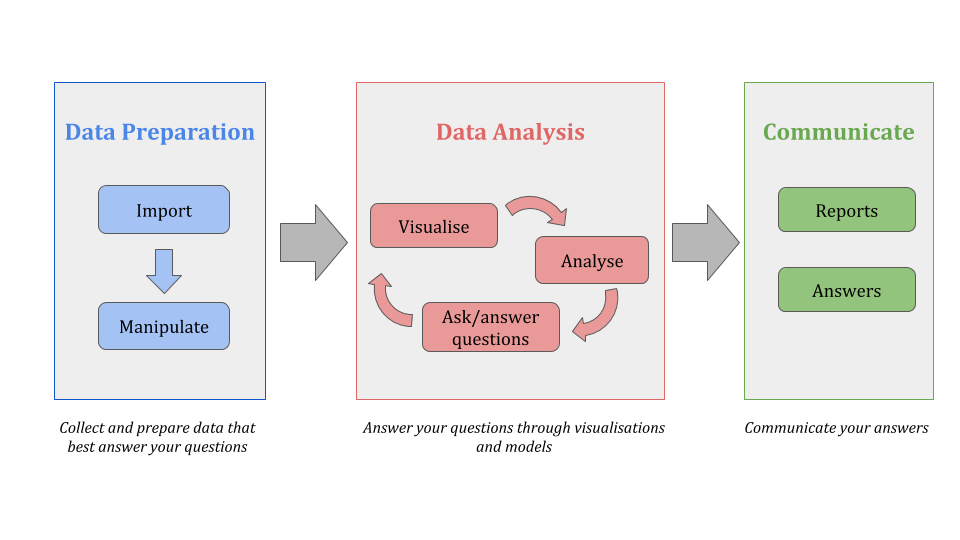 Data Preparation
Import
Manipulate
Collect and prepare data that
best answer your questions
Data Analysis
Visualise
Analyse
Ask/answer
questions
Answer your questions through visualisations
and models
Communicate
Reports
Answers
Communicate your answers